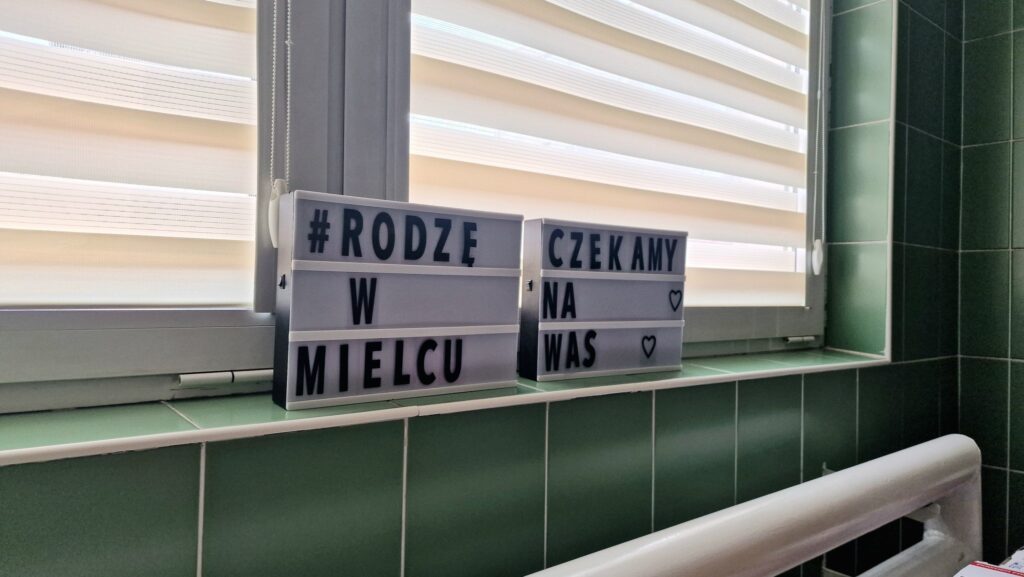 #RODZĘ
W
MIELCU
CZEKAMY
NA ♡
WAS ♡